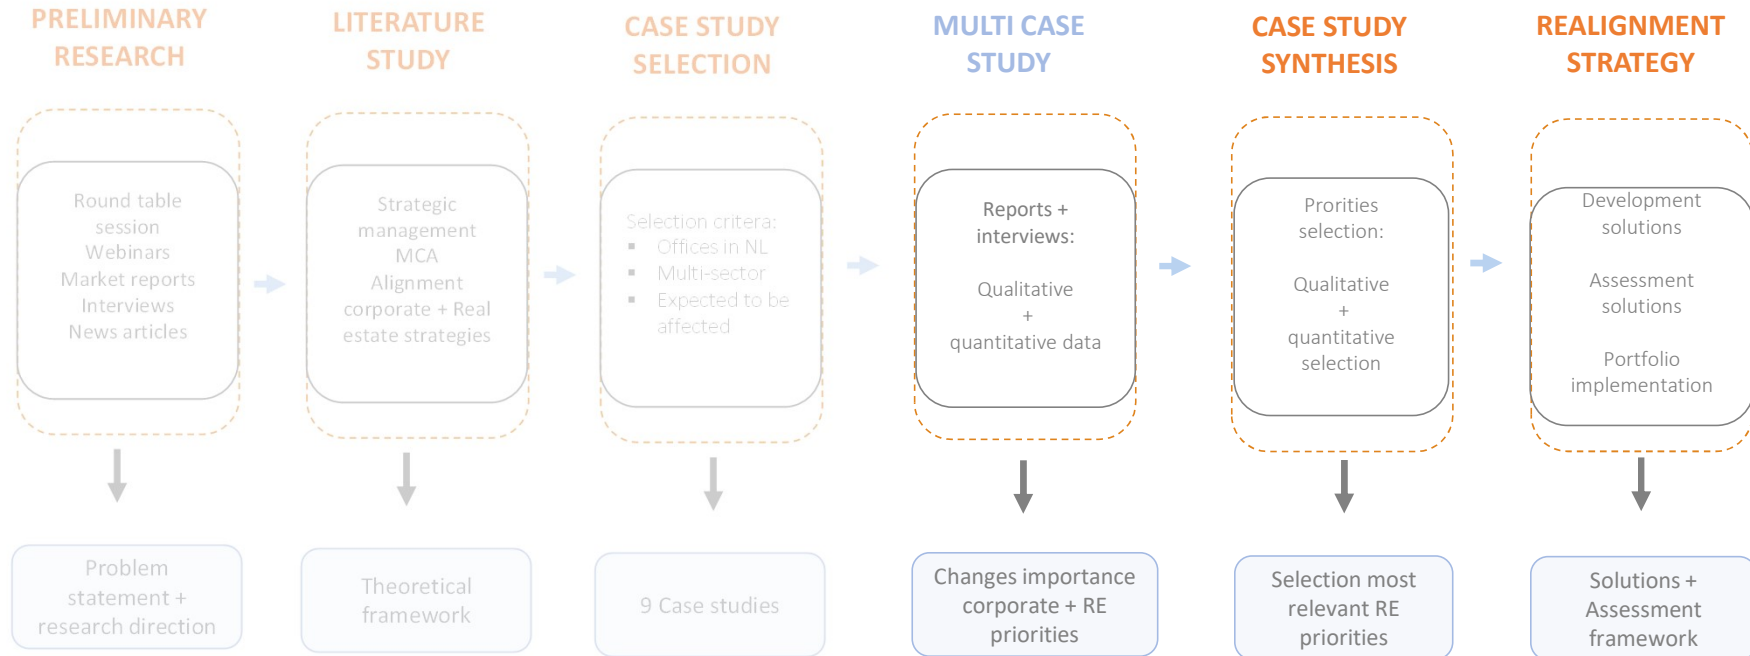 PRELIMINARY
RESEARCH
LITERATURE
STUDY
CASE STUDY
SELECTION
MULTI CASE
STUDY
CASE STUDY
SYNTHESIS
REALIGNMENT
STRATEGY
Round table
session
Webinars
Market reports
Interviews
News articles
Strategic
management
MCA
Alignment
corporate + Real
estate strategies
Selection critera:
▪ Offices in NL
▪ Multi-sector
▪ Expected to be
affected
Reports +
interviews:
Qualitative
+
quantitative data
Prorities
selection:
Qualitative
+
quantitative
selection
Development
solutions
Assessment
solutions
Portfolio
implementation
Problem
statement +
research direction
Theoretical
framework
9 Case studies
Changes importance
corporate + RE
priorities
Selection most
relevant RE
priorities
Solutions +
Assessment
framework